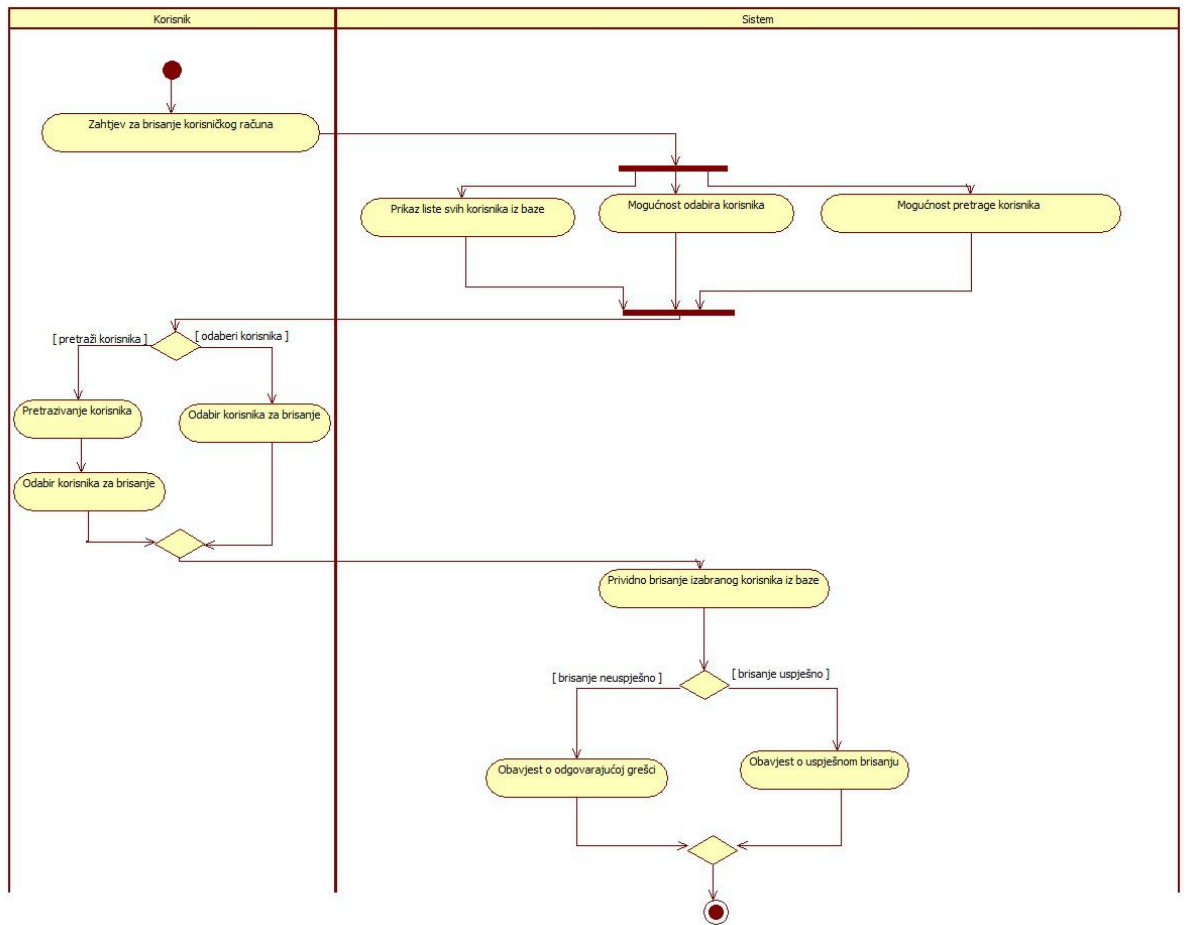 Korisnik
Sistem
Zahtjev za brisanje korisničkog računa
Prikaz liste svih korisnika iz baze
Mogućnost odabira korisnika
Mogućnost pretrage korisnika
[ pretraži korisnika ]
[ odaberi korisnika ]
Pretrazivanje korisnika
Odabir korisnika za brisanje
Odabir korisnika za brisanje
Prividno brisanje izabranog korisnika iz baze
[ brisanje neuspješno ]
[ brisanje uspješno ]
Obavjest o odgovarajućoj grešci
Obavjest o uspješnom brisanju